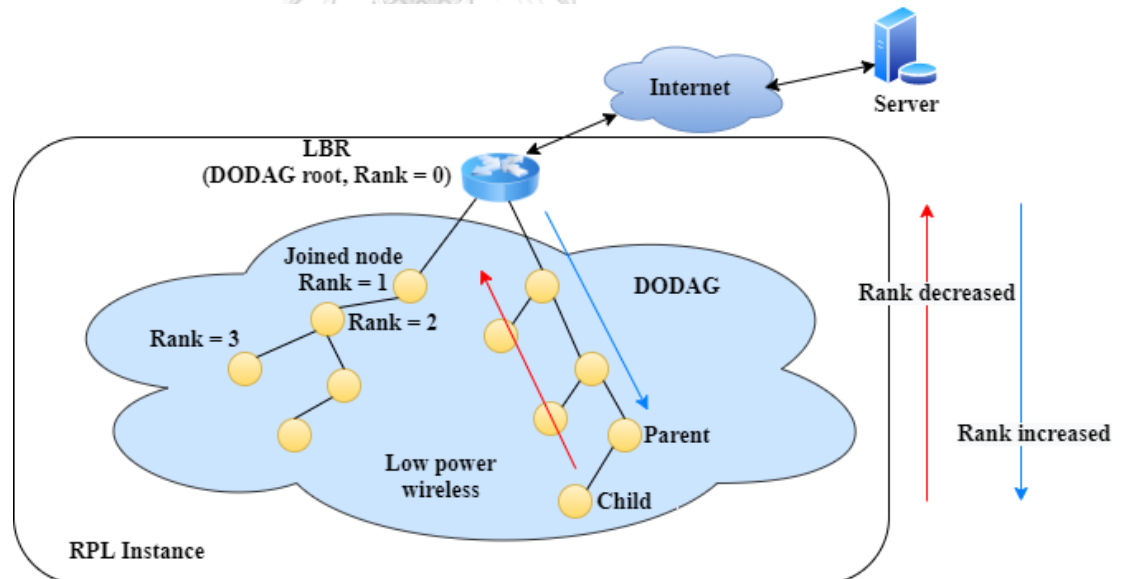 Internet
Server
LBR
(DODAG root, Rank = 0)
Joined node
Rank = 1
DODAG
Rank decreased
Rank = 2
Rank = 3
Parent
Rank increased
Low power
wireless
Child
RPL Instance